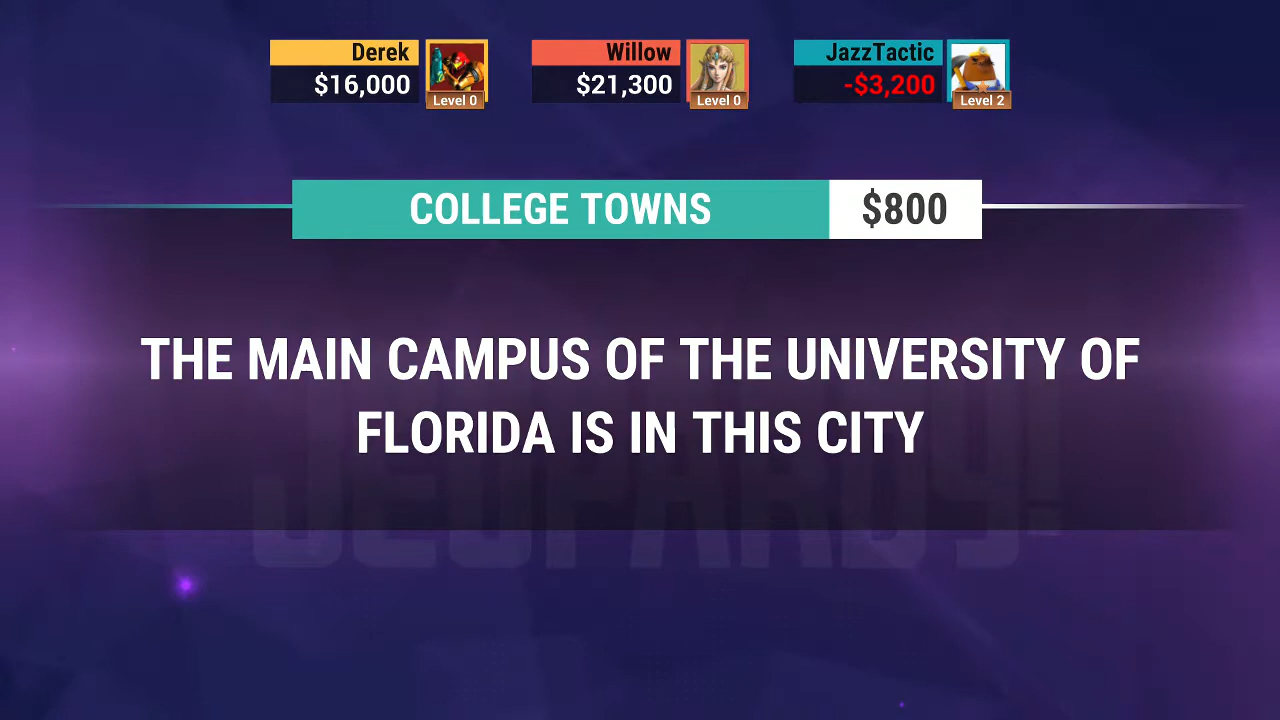 Derek
$16,000
Level 0
Willow
$21,300
Level 0
JazzTactic
-$3,200
Level 2
COLLEGE TOWNS
$800
THE MAIN CAMPUS OF THE UNIVERSITY OF
FLORIDA IS IN THIS CITY
JEOPARDY!